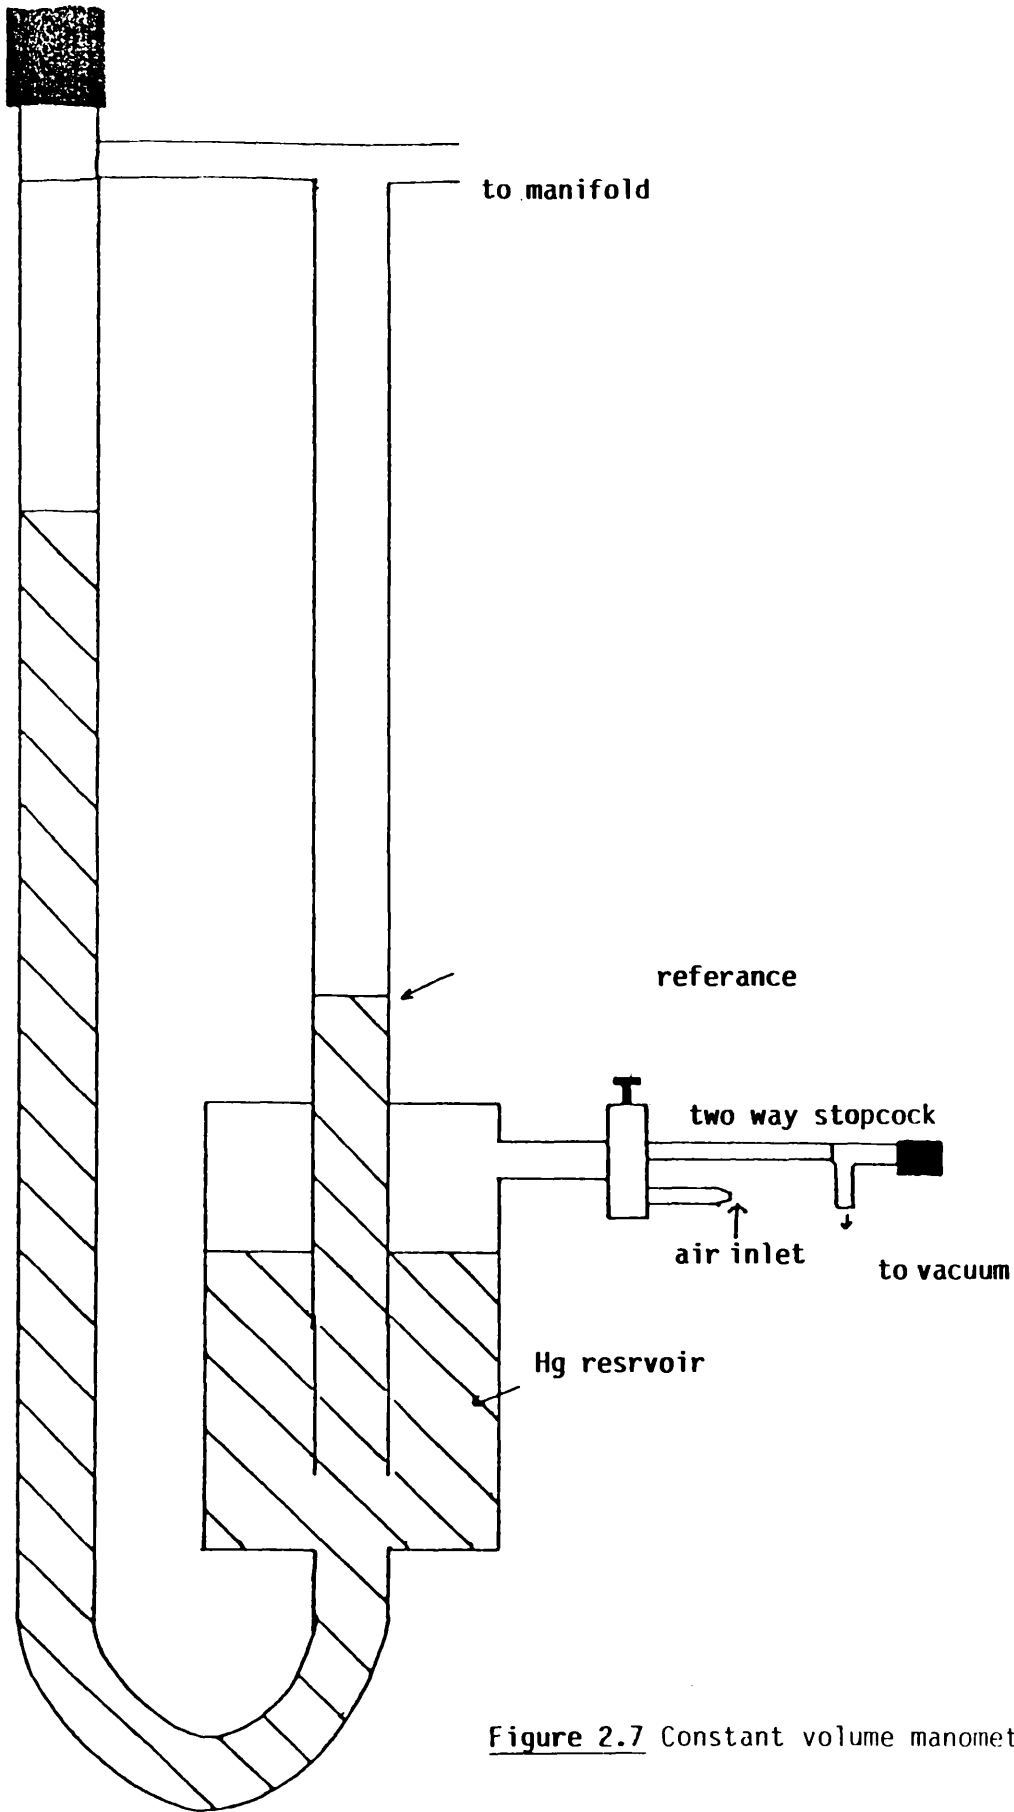 to manifold
referance
two way stopcock
air inlet
to vacuum
Hg resrvoir
Figure 2.7 Constant volume manomet